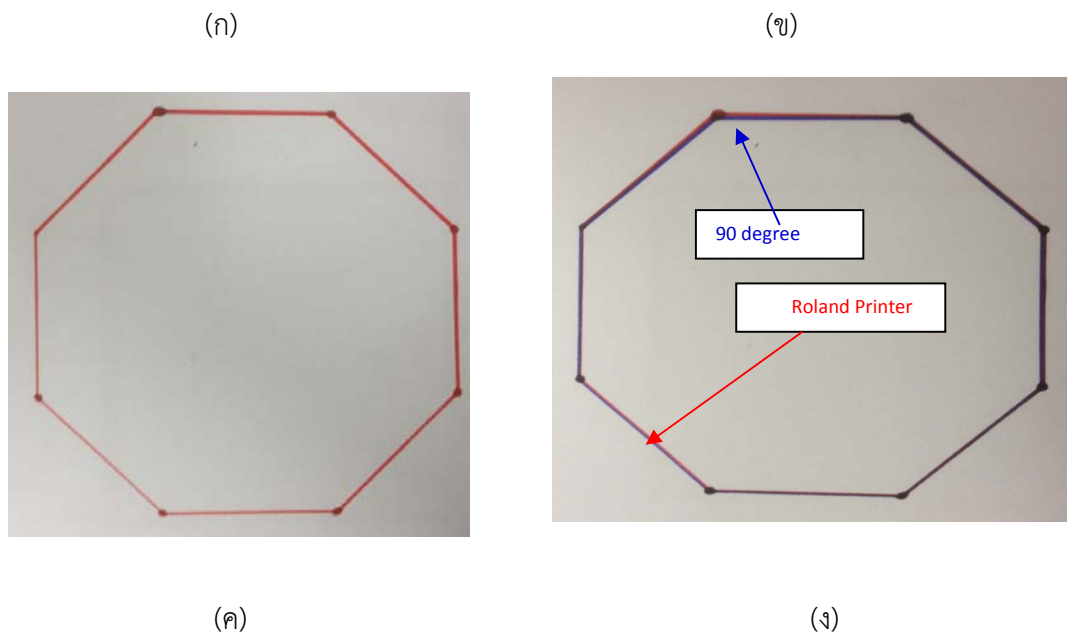 (ก)
(ข)
90 degree
Roland Printer
(ค)
(ง)